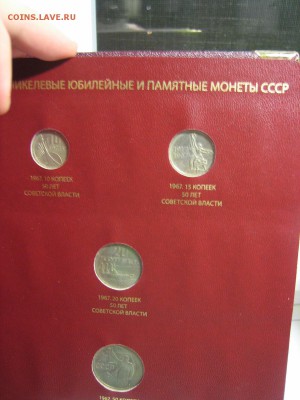 COINS.LAVE.RU
НИКЕЛЕВЫЕ ЮБИЛЕЙНЫЕ И ПАМЯТНЫЕ МОНЕТЫ СССР
1967. 10 КОПЕЕК
50 ЛЕТ
СОВЕТСКОЙ ВЛАСТИ
1967. 15 КОПЕЕК
50 ЛЕТ
СОВЕТСКОЙ ВЛАСТИ
1967. 20 КОПЕЕК
50 ЛЕТ
СОВЕТСКОЙ ВЛАСТИ